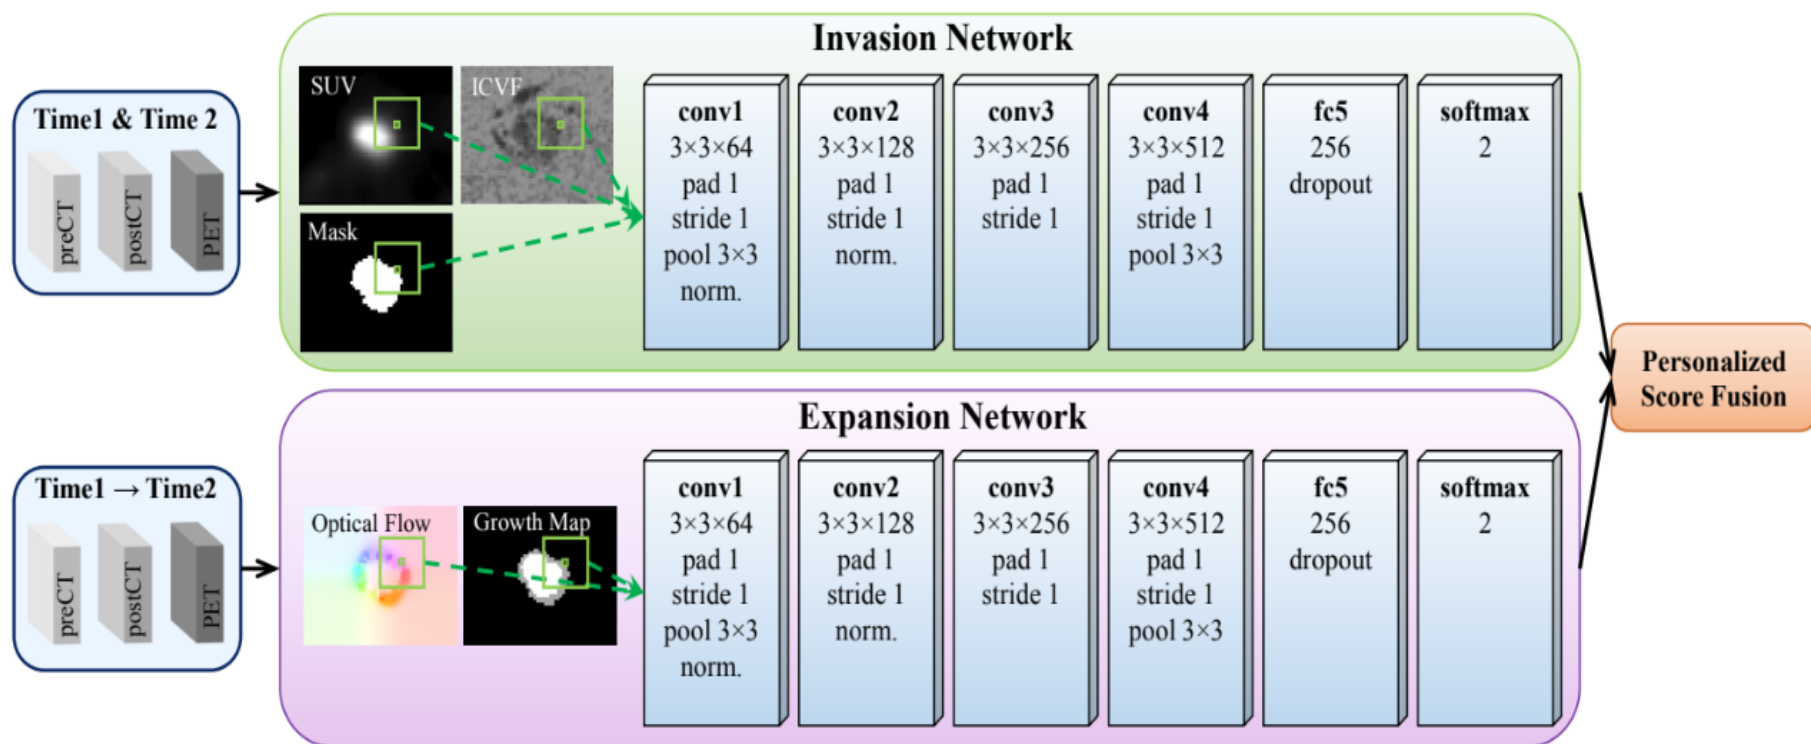 Invasion Network
Time1 & Time 2
preCT
postCT
PET
SUV
ICVF
Mask
conv1
3×3×64
pad 1
stride 1
pool 3×3
norm.
conv2
3×3×128
pad 1
stride 1
norm.
conv3
3×3×256
pad 1
stride 1
conv4
3×3×512
pad 1
stride 1
pool 3×3
fc5
256
dropout
softmax
2
Personalized
Score Fusion
Expansion Network
Time1 → Time2
preCT
postCT
PET
Optical Flow
Growth Map
conv1
3×3×64
pad 1
stride 1
pool 3×3
norm.
conv2
3×3×128
pad 1
stride 1
norm.
conv3
3×3×256
pad 1
stride 1
conv4
3×3×512
pad 1
stride 1
pool 3×3
fc5
256
dropout
softmax
2